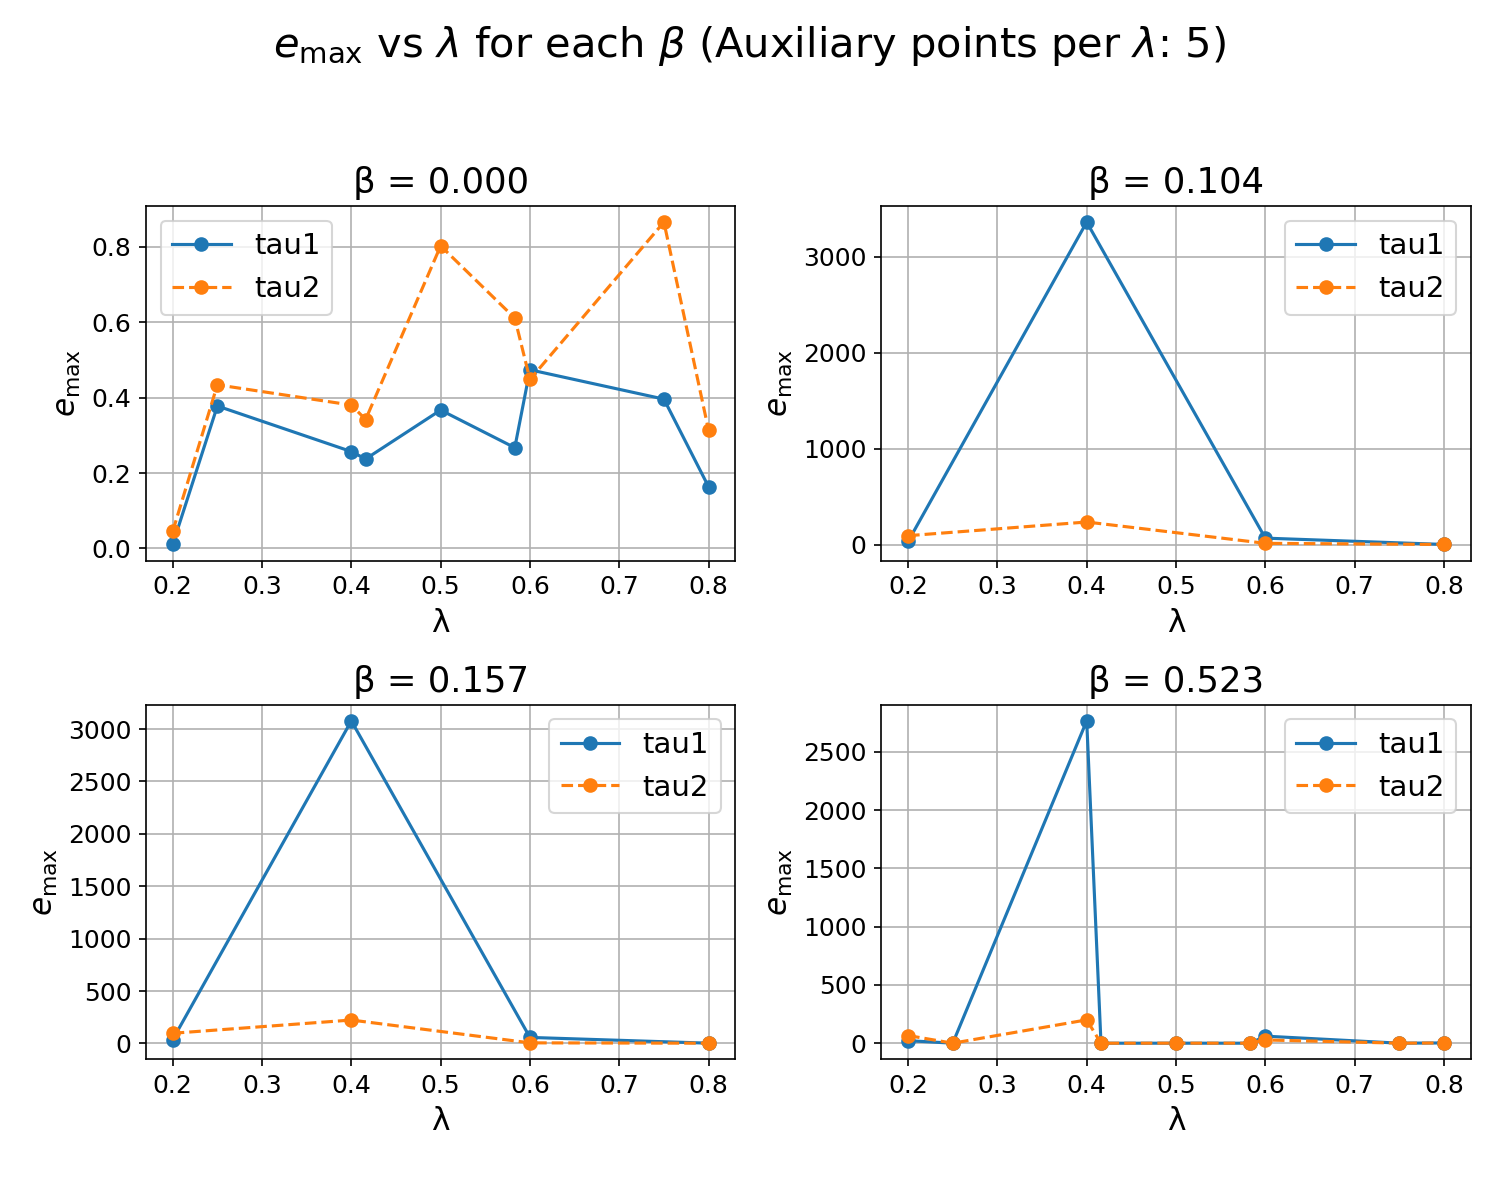 e_max vs λ for each β (Auxiliary points per λ: 5)
β = 0.000
tau1
tau2
0.8
0.6
0.4
0.2
0.0
e_max
0.2 0.3 0.4 0.5 0.6 0.7 0.8
λ
β = 0.104
tau1
tau2
3000
2000
1000
0
e_max
0.2 0.3 0.4 0.5 0.6 0.7 0.8
λ
β = 0.157
tau1
tau2
3000
2500
2000
1500
1000
500
0
e_max
0.2 0.3 0.4 0.5 0.6 0.7 0.8
λ
β = 0.523
tau1
tau2
2500
2000
1500
1000
500
0
e_max
0.2 0.3 0.4 0.5 0.6 0.7 0.8
λ